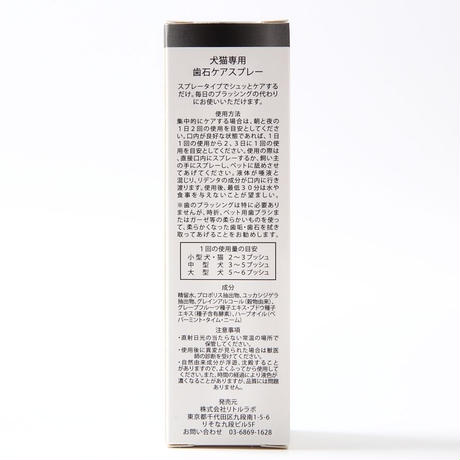 犬猫専用
歯石ケアスプレー
スプレータイプでシュッとケアする
だけ。毎日のブラッシングの代わり
にお使いいただけます。
使用方法
集中的にケアする場合は、朝と夜の
1日2回の使用を目安としてくださ
い。口内が良好な状態であれば、1日
1回の使用から2、3日に1回の使
用を目安としてください。使用の際は
、直接口内にスプレーするか、飼い主
の手にスプレーし、ペットに舐めさせ
てあげてください。液体が唾液と
混じり、リデンタの成分が口内に行き
渡ります。使用後、最低30分は水や
食事を与えないことが望ましい。
※歯のブラッシングは特に必要あり
ませんが、時折、ペット用歯ブラシま
たはガーゼ等の柔らかいものを使っ
て、柔らかくなった歯垢・歯石を拭き
取ってあげることをお勧めします。
1回の使用量の目安
小型犬・猫 2〜3プッシュ
中型犬 3〜5プッシュ
大型犬 5〜6プッシュ
成分
精留水、プロポリス抽出物、ユッカシジゲラ
抽出物、グレインアルコール(穀物由来)、
グレープフルーツ種子エキス・ブドウ種子
エキス(種子含有酵素)、ハーブオイル(ペ
パーミント・タイム・ニーム)
注意事項
・直射日光の当たらない常温の場所で
保管してください。
・使用後に異変が見られた場合は獣医
師の診断を受けてください。
・自然由来成分が浮遊、沈殿すること
がありますので、よくふってから使用して
ください。また、時間の経過により液色が
濃くなることがありますが、品質には問題
ありません。
発売元
株式会社リトルラボ
東京都千代田区九段南1-5-6
りそな九段ビル5F
お問い合わせ 03-6869-1628